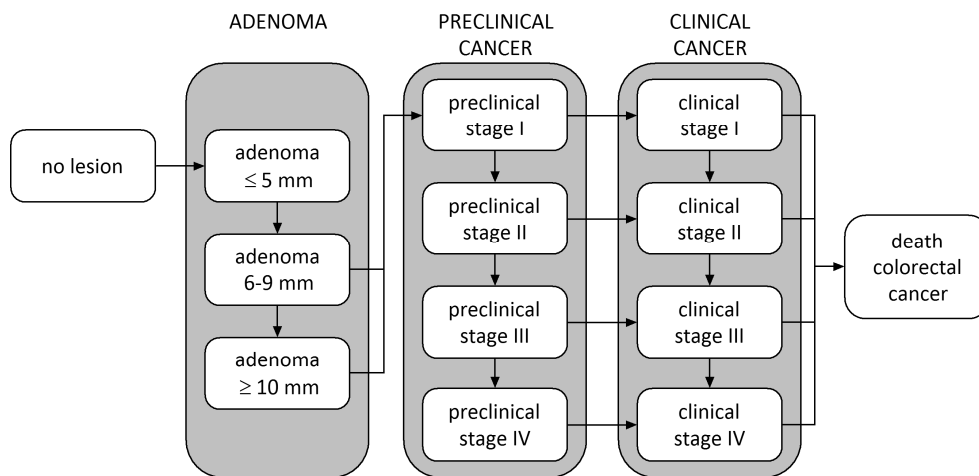 ADENOMA
PRECLINICAL
CANCER
CLINICAL
CANCER
no lesion
adenoma
≤ 5 mm
adenoma
6-9 mm
adenoma
≥ 10 mm
preclinical
stage I
preclinical
stage II
preclinical
stage III
preclinical
stage IV
clinical
stage I
clinical
stage II
clinical
stage III
clinical
stage IV
death
colorectal
cancer